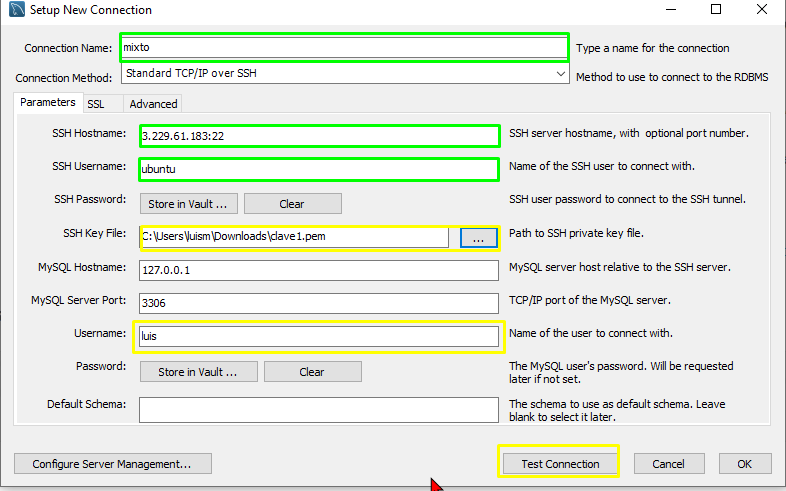 Setup New Connection
Connection Name: mixto Type a name for the connection
Connection Method: Standard TCP/IP over SSH Method to use to connect to the RDBMS
Parameters SSL Advanced
SSH Hostname: 3.229.61.183:22 SSH server hostname, with optional port number.
SSH Username: ubuntu Name of the SSH user to connect with.
SSH Password: Store in Vault ... Clear SSH user password to connect to the SSH tunnel.
SSH Key File: C:\Users\luism\Downloads\clave1.pem ... Path to SSH private key file.
MySQL Hostname: 127.0.0.1 MySQL server host relative to the SSH server.
MySQL Server Port: 3306 TCP/IP port of the MySQL server.
Username: luis Name of the user to connect with.
Password: Store in Vault ... Clear The MySQL user's password. Will be requested
later if not set.
Default Schema: The schema to use as default schema. Leave
blank to select it later.
Configure Server Management... Test Connection Cancel OK